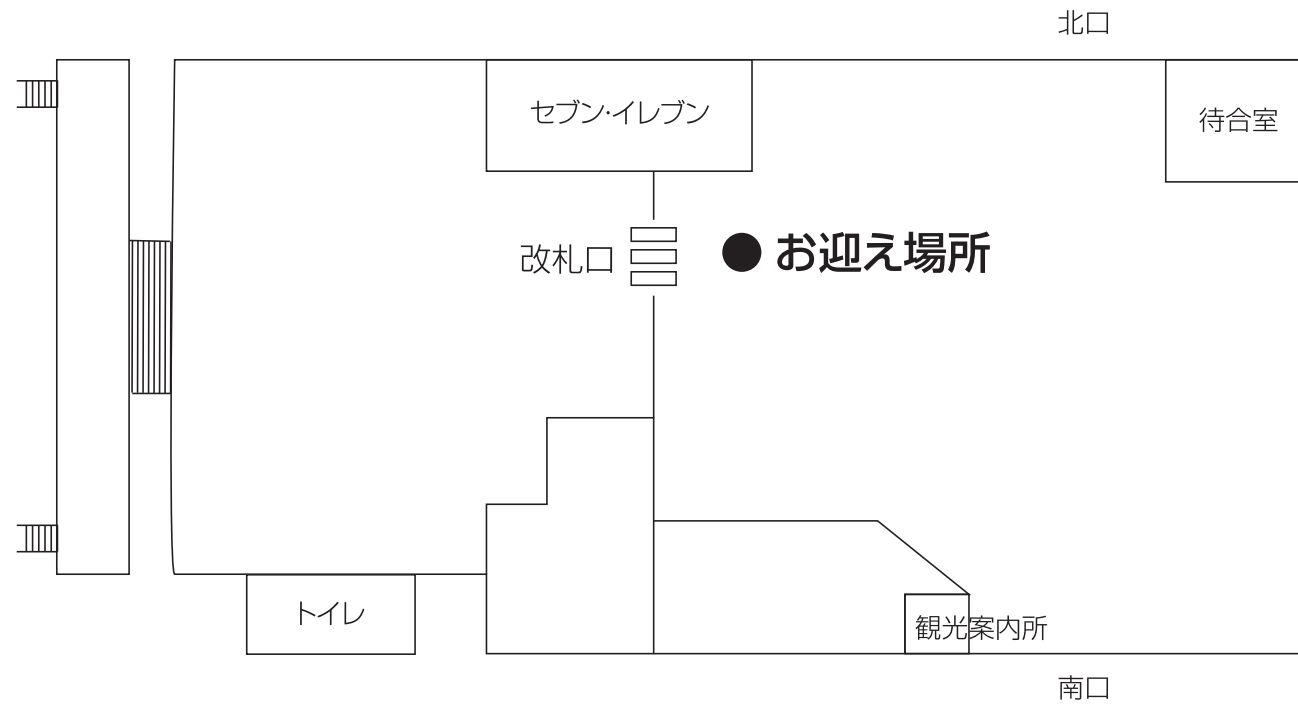 北口
セブン・イレブン
待合室
改札口
● お迎え場所
トイレ
観光案内所
南口